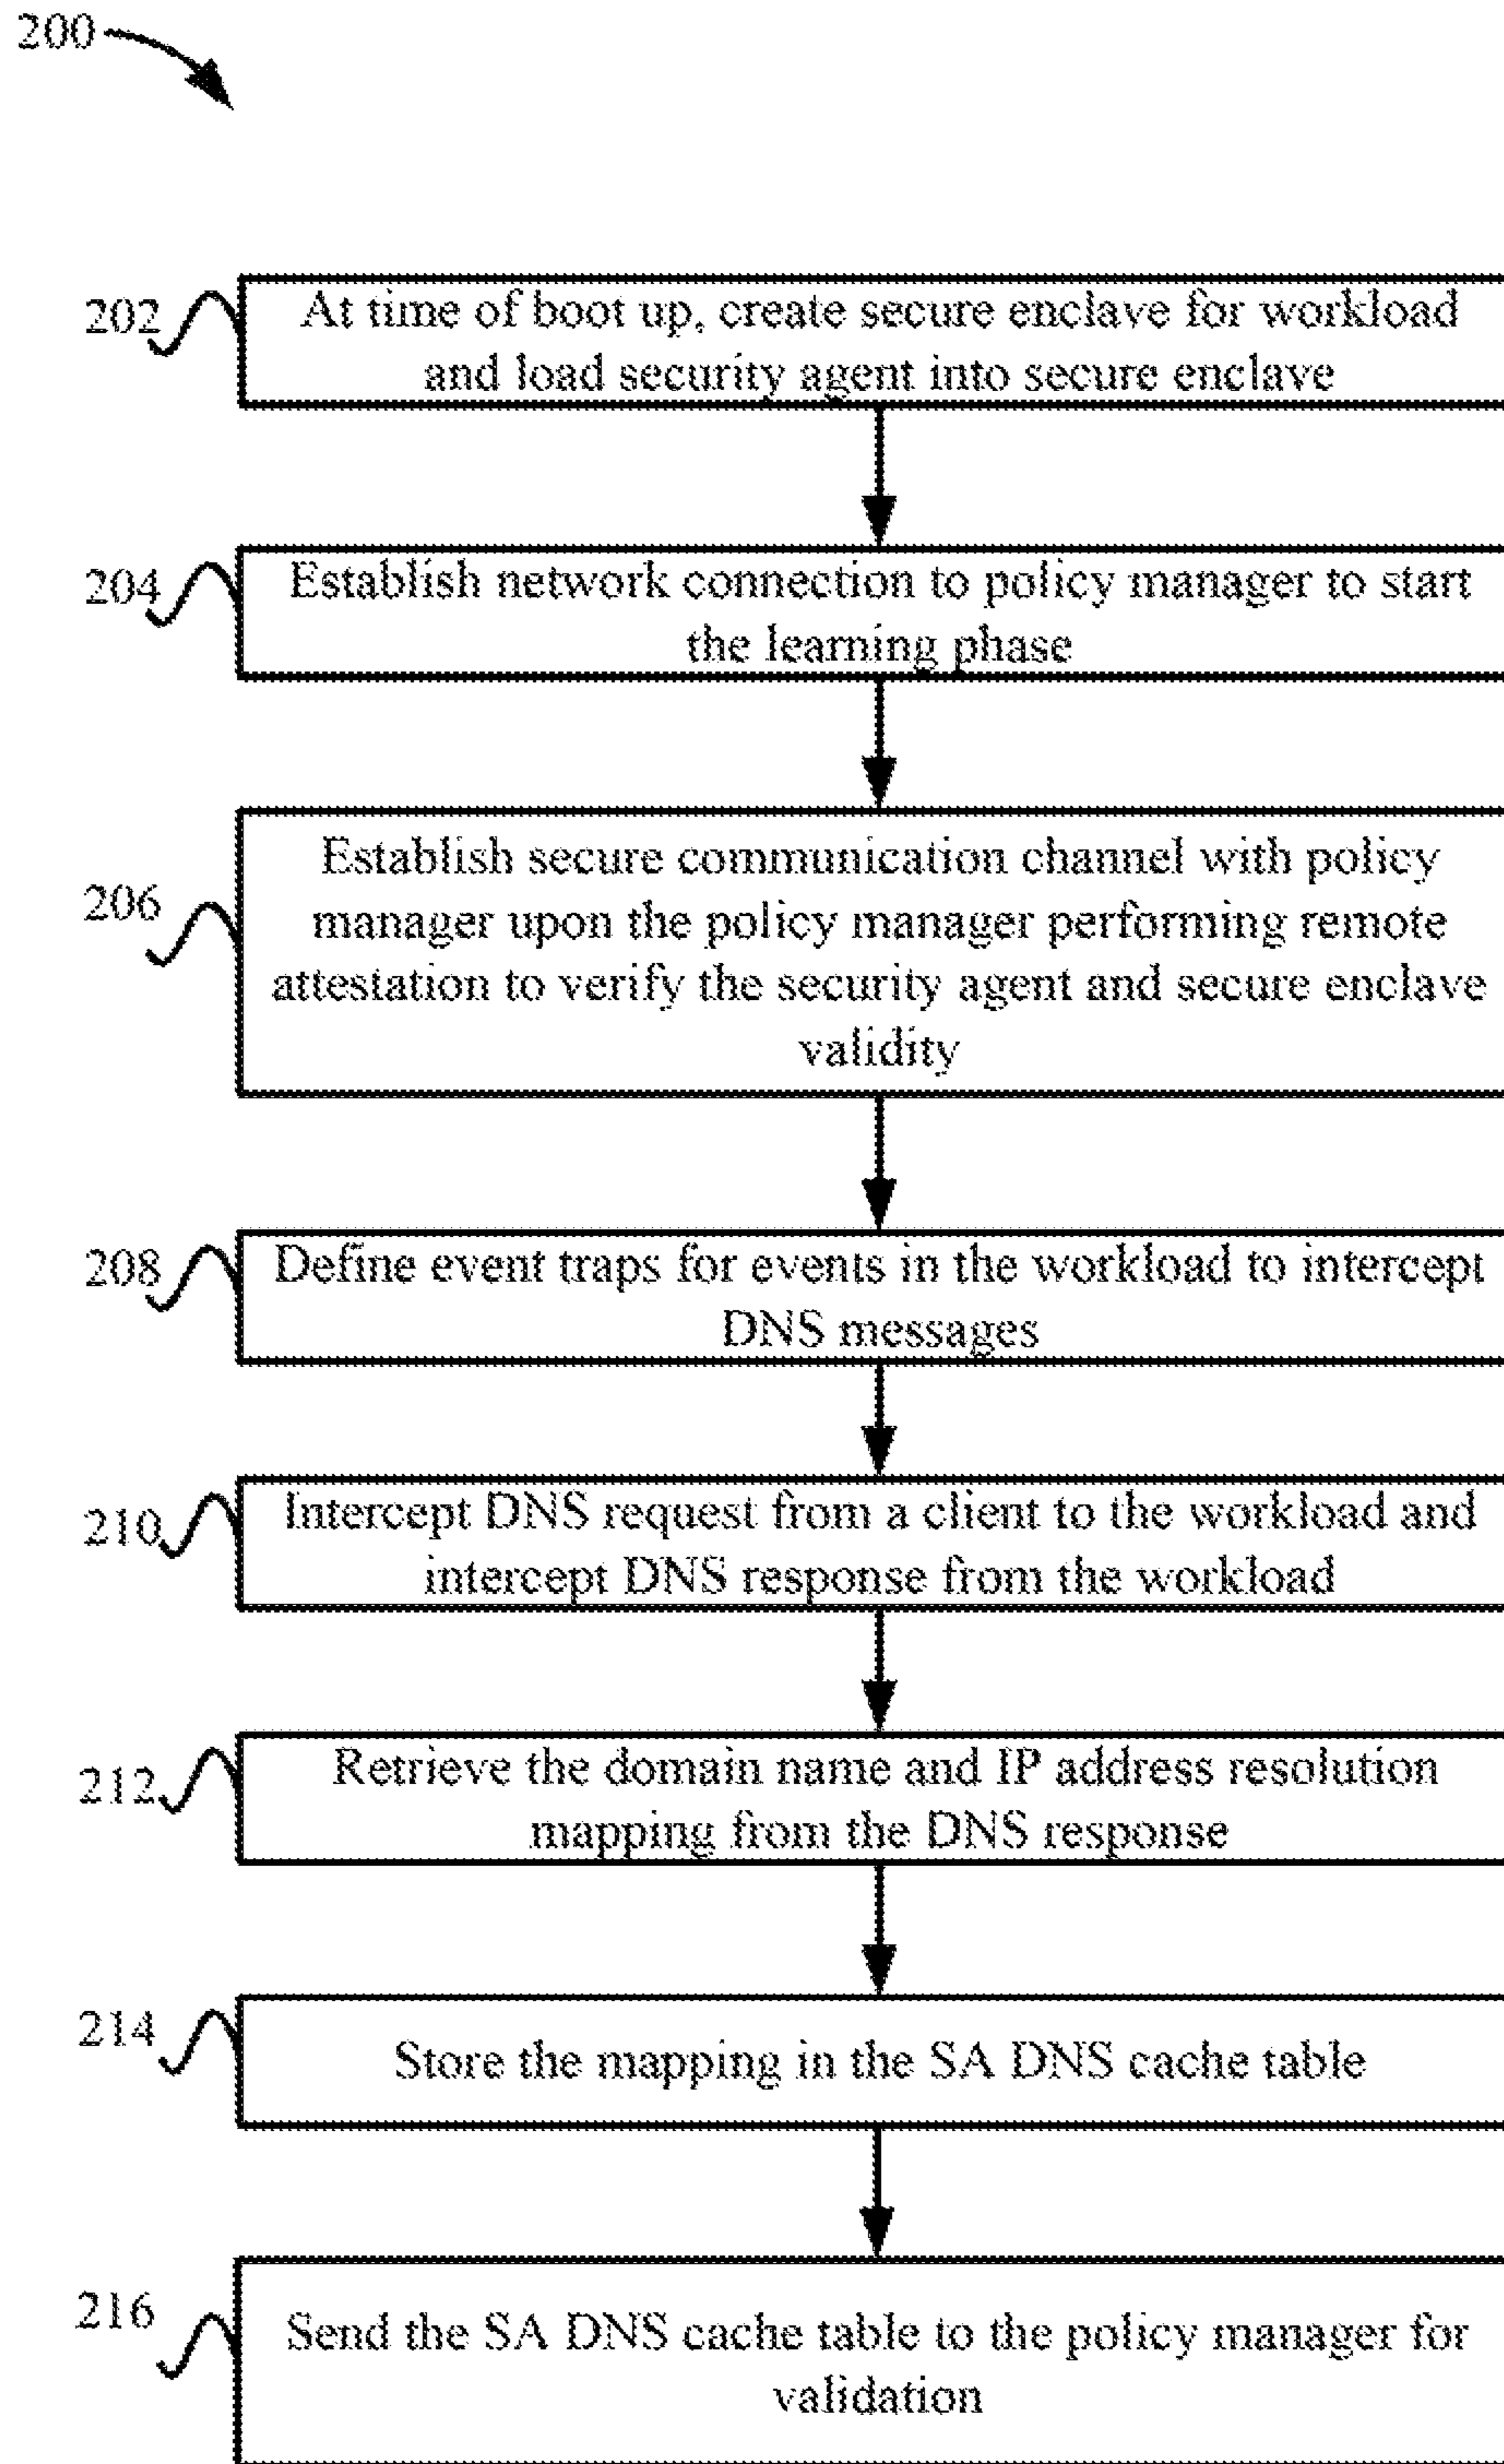 200
202
At time of boot up, create secure enclave for workload
and load security agent into secure enclave
204
Establish network connection to policy manager to start
the learning phase
206
Establish secure communication channel with policy
manager upon the policy manager performing remote
attestation to verify the security agent and secure enclave
validity
208
Define event traps for events in the workload to intercept
DNS messages
210
Intercept DNS request from a client to the workload and
intercept DNS response from the workload
212
Retrieve the domain name and IP address resolution
mapping from the DNS response
214
Store the mapping in the SA DNS cache table
216
Send the SA DNS cache table to the policy manager for
validation